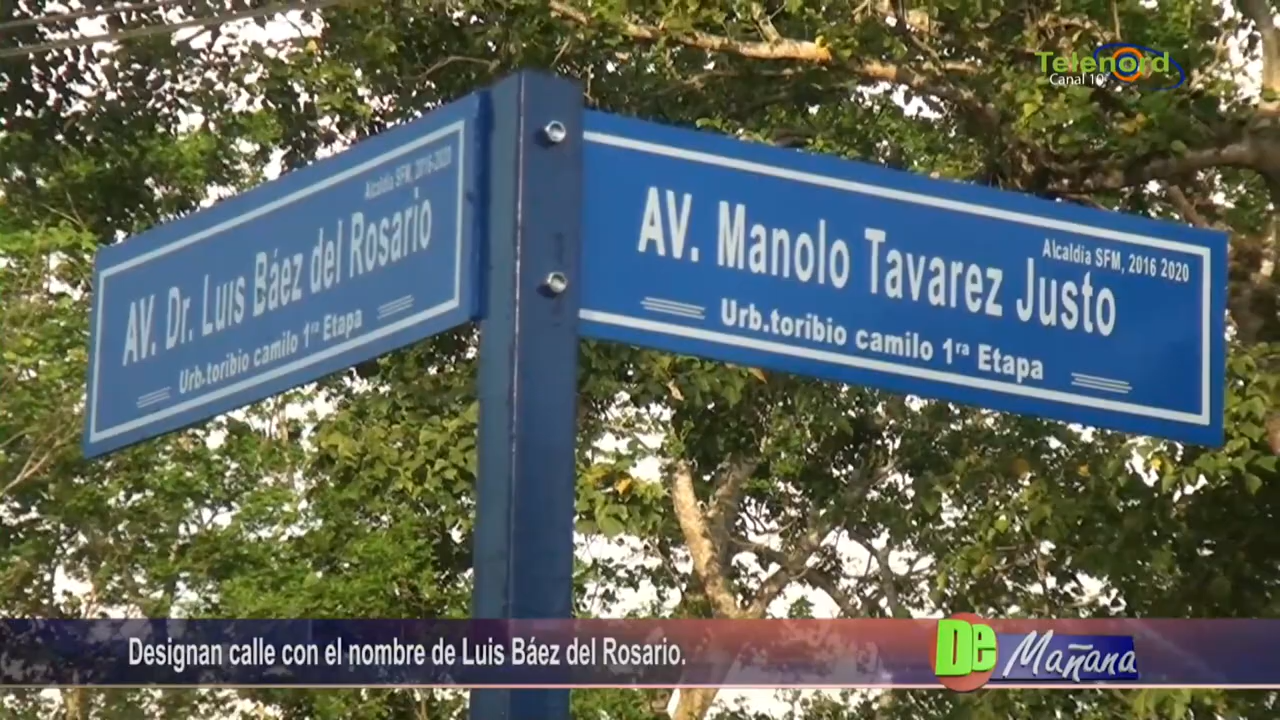 Telenord
Canal 10
Alcaldía SFM, 2016-2020
AV. Dr. Luis Báez del Rosario
Urb.toribio camilo 1ra Etapa
Alcaldía SFM, 2016 2020
AV. Manolo Tavarez Justo
Urb.toribio camilo 1ra Etapa
Designan calle con el nombre de Luis Báez del Rosario.
De Mañana